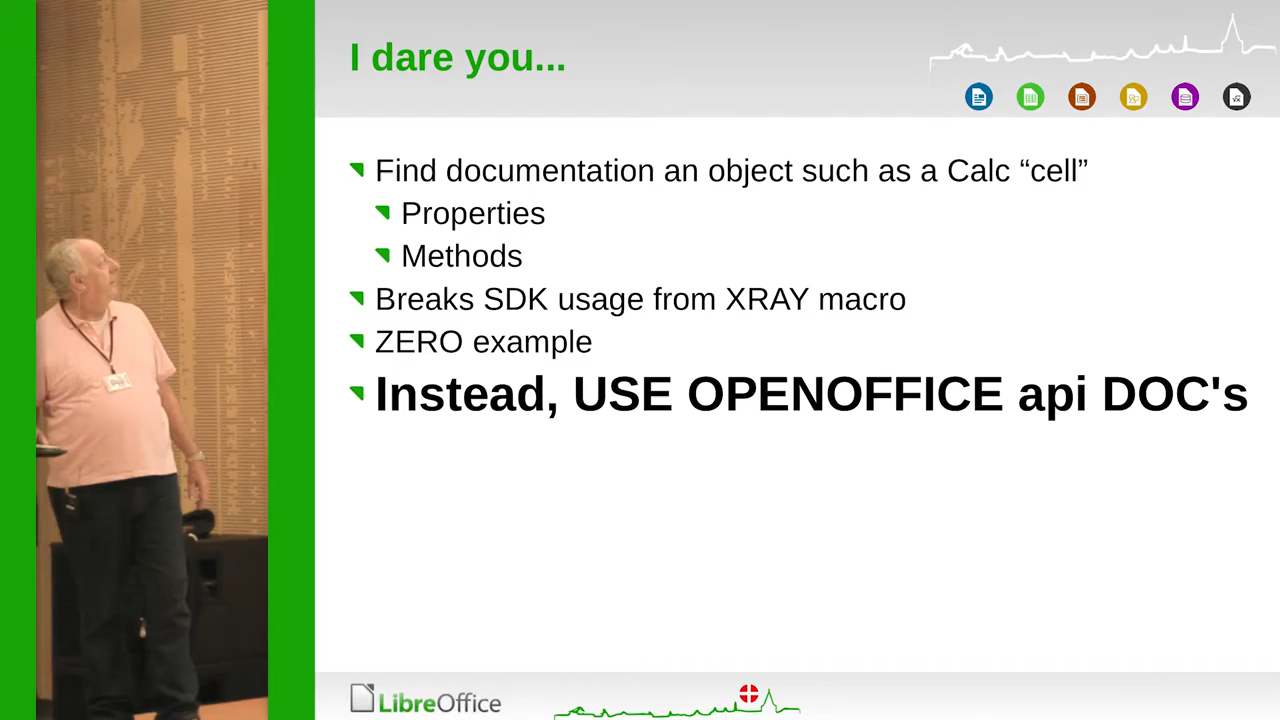 I dare you...
Find documentation an object such as a Calc “cell”
Properties
Methods
Breaks SDK usage from XRAY macro
ZERO example
Instead, USE OPENOFFICE api DOC's
LibreOffice